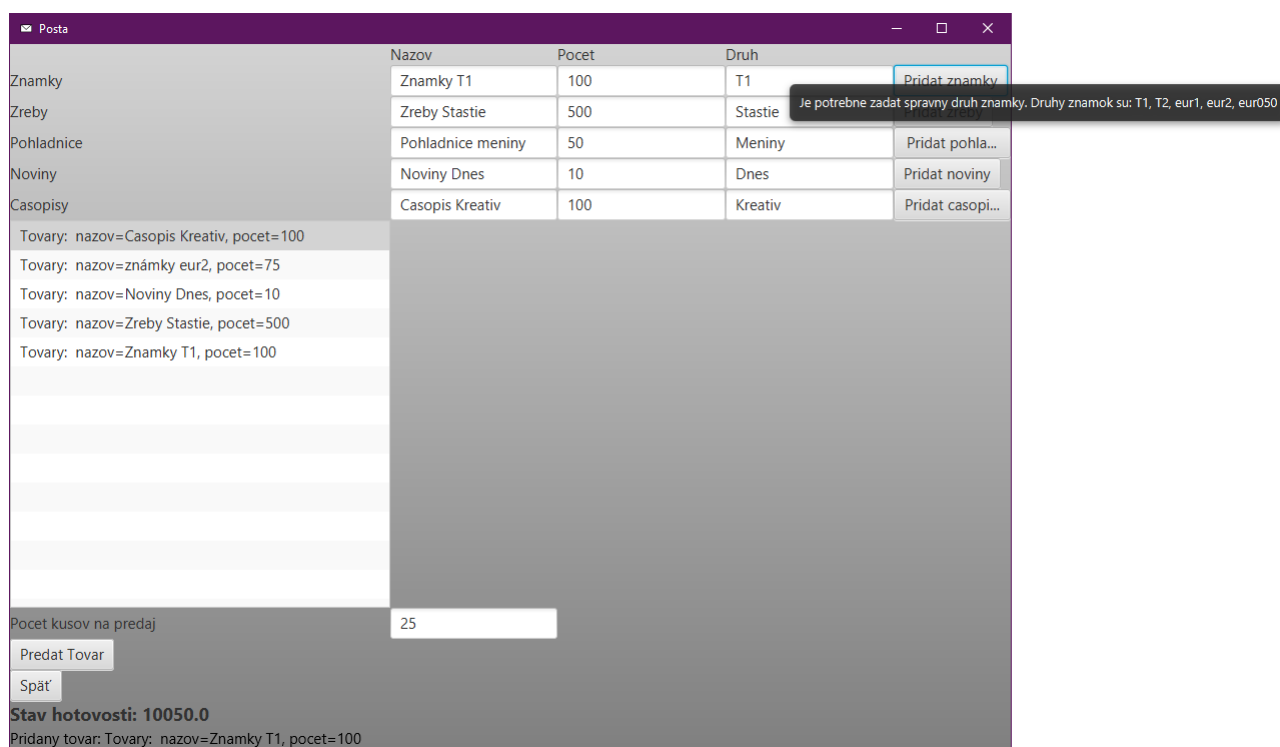 Posta
Nazov Pocet Druh
Znamky Znamky T1 100 T1 Pridat znamky
Je potrebne zadat spravny druh znamky. Druhy znamok su: T1, T2, eur1, eur2, eur050
Zreby Zreby Stastie 500 Stastie Pridat zreby
Pohladnice Pohladnice meniny 50 Meniny Pridat pohla...
Noviny Noviny Dnes 10 Dnes Pridat noviny
Casopisy Casopis Kreativ 100 Kreativ Pridat casopi...
Tovary: nazov=Casopis Kreativ, pocet=100
Tovary: nazov=známky eur2, pocet=75
Tovary: nazov=Noviny Dnes, pocet=10
Tovary: nazov=Zreby Stastie, pocet=500
Tovary: nazov=Znamky T1, pocet=100
Pocet kusov na predaj 25
Predat Tovar
Späť
Stav hotovosti: 10050.0
Pridany tovar: Tovary: nazov=Znamky T1, pocet=100